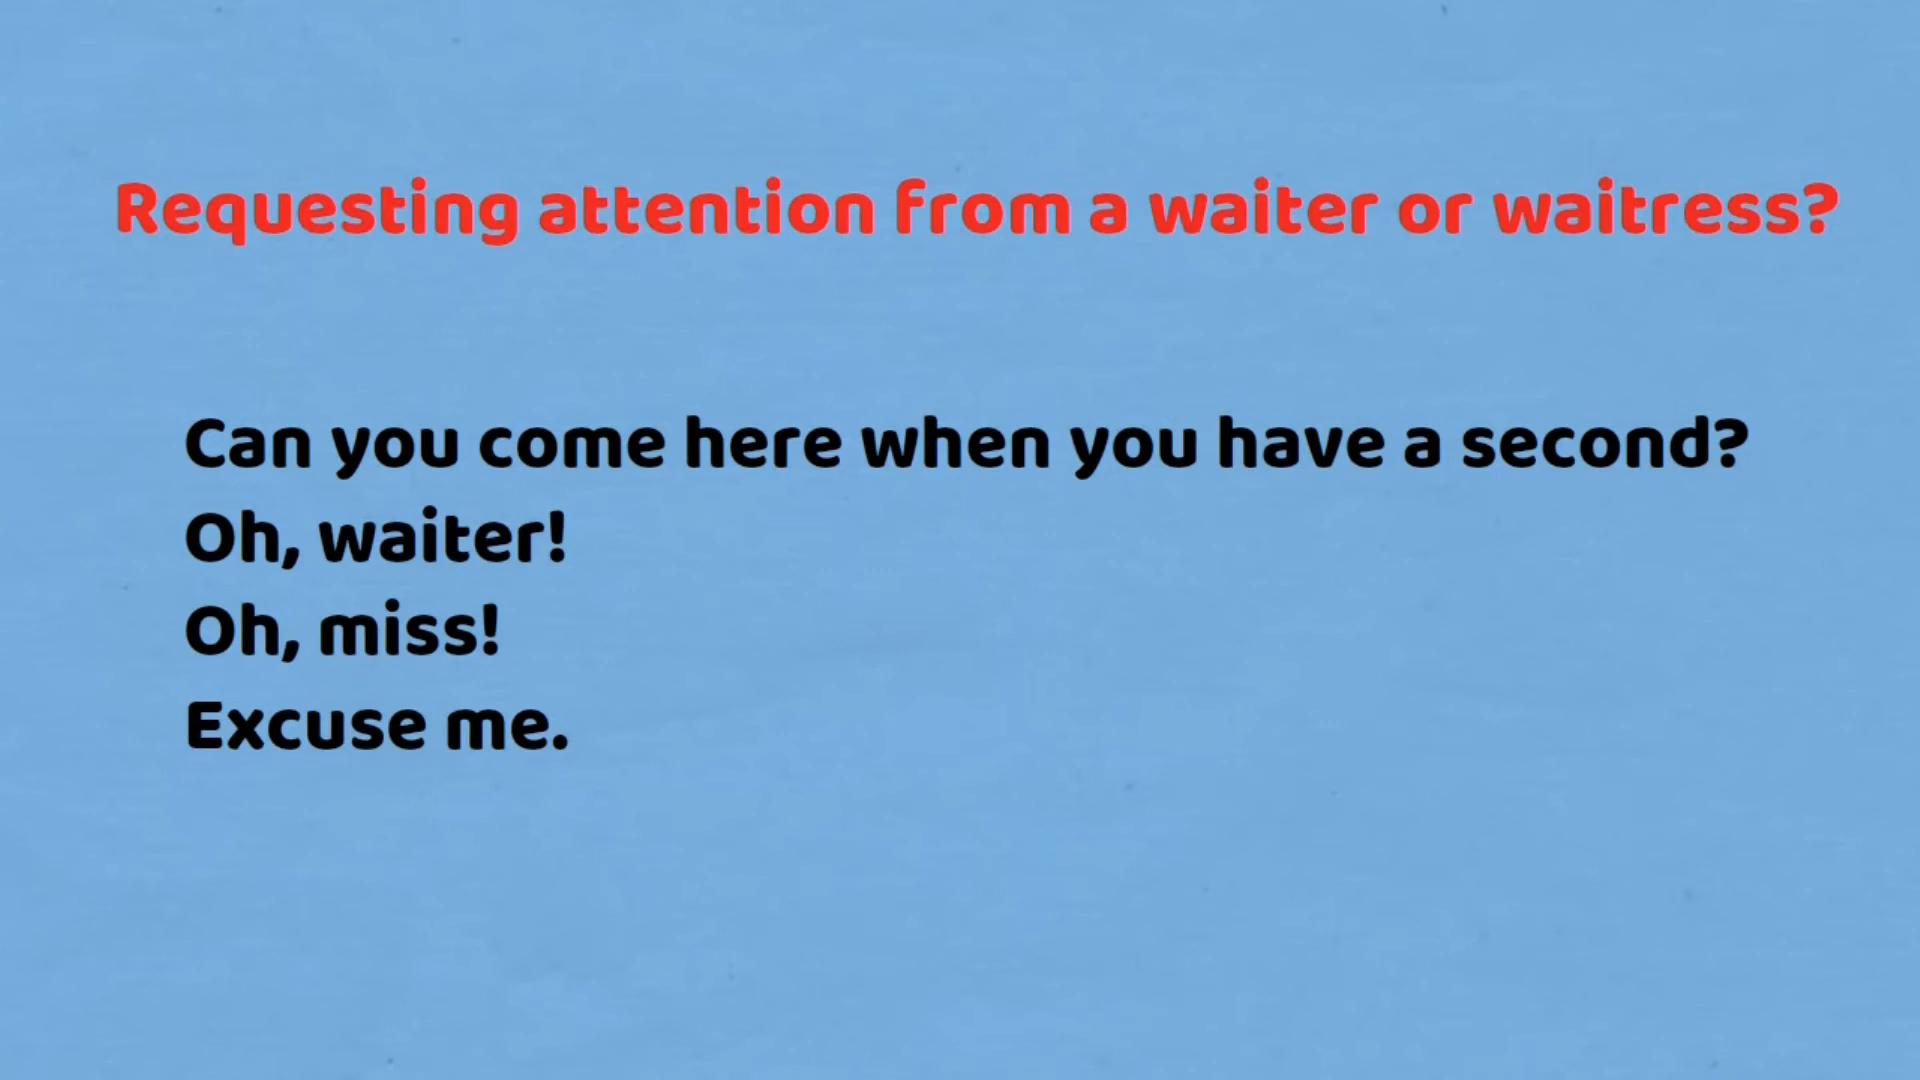 Requesting attention from a waiter or waitress?
Can you come here when you have a second?
Oh, waiter!
Oh, miss!
Excuse me.